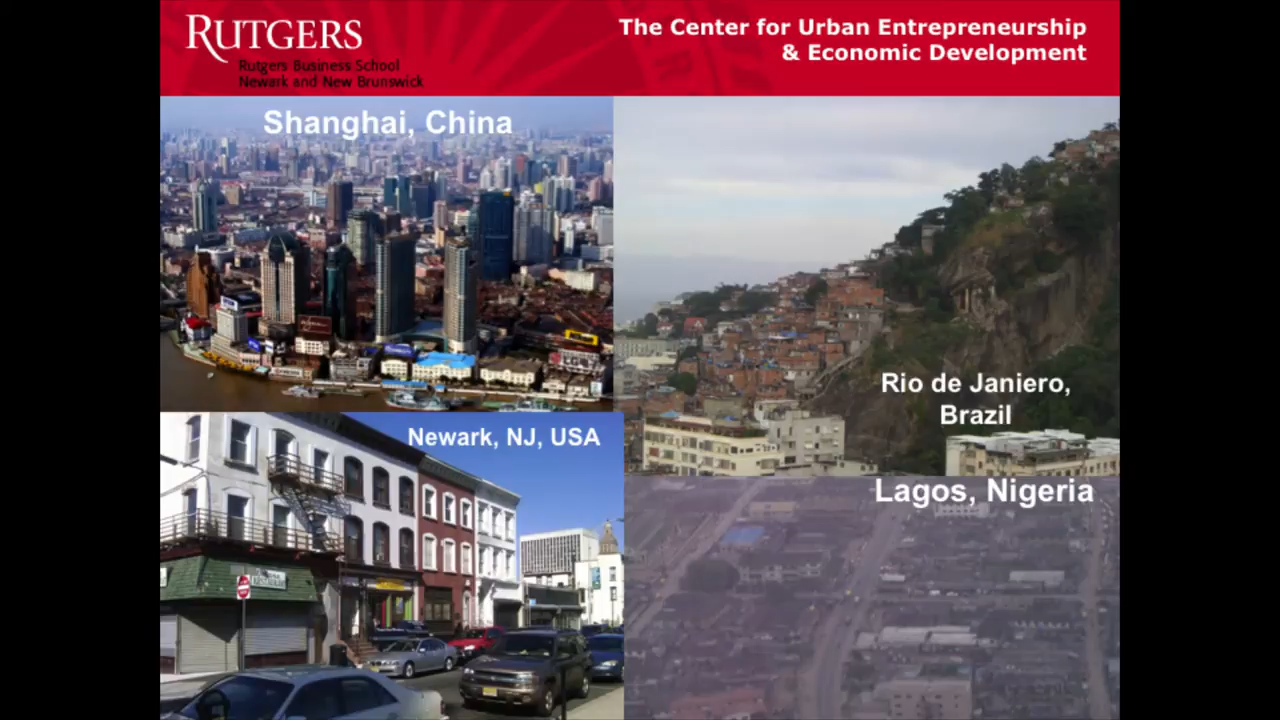 RUTGERS
Rutgers Business School
Newark and New Brunswick
The Center for Urban Entrepreneurship
& Economic Development
Shanghai, China
Rio de Janiero,
Brazil
Newark, NJ, USA
Lagos, Nigeria